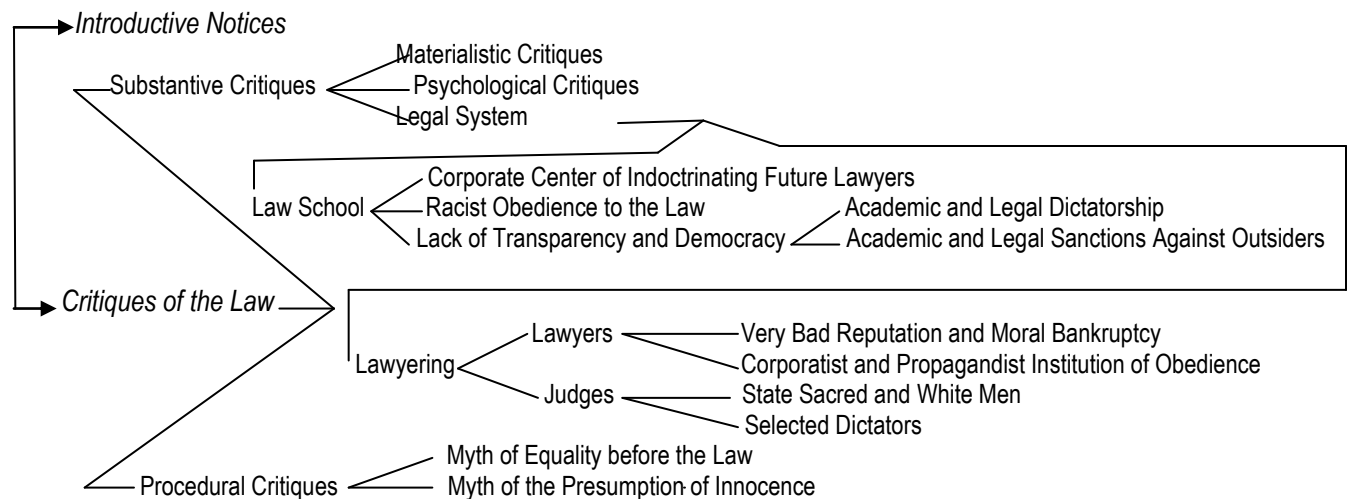 Introductive Notices
Materialistic Critiques
Substantive Critiques
Psychological Critiques
Legal System
Corporate Center of Indoctrinating Future Lawyers
Law School
Racist Obedience to the Law
Academic and Legal Dictatorship
Lack of Transparency and Democracy
Academic and Legal Sanctions Against Outsiders
Critiques of the Law
Lawyers
Very Bad Reputation and Moral Bankruptcy
Lawyering
Corporatist and Propagandist Institution of Obedience
Judges
State Sacred and White Men
Selected Dictators
Myth of Equality before the Law
Procedural Critiques
Myth of the Presumption of Innocence